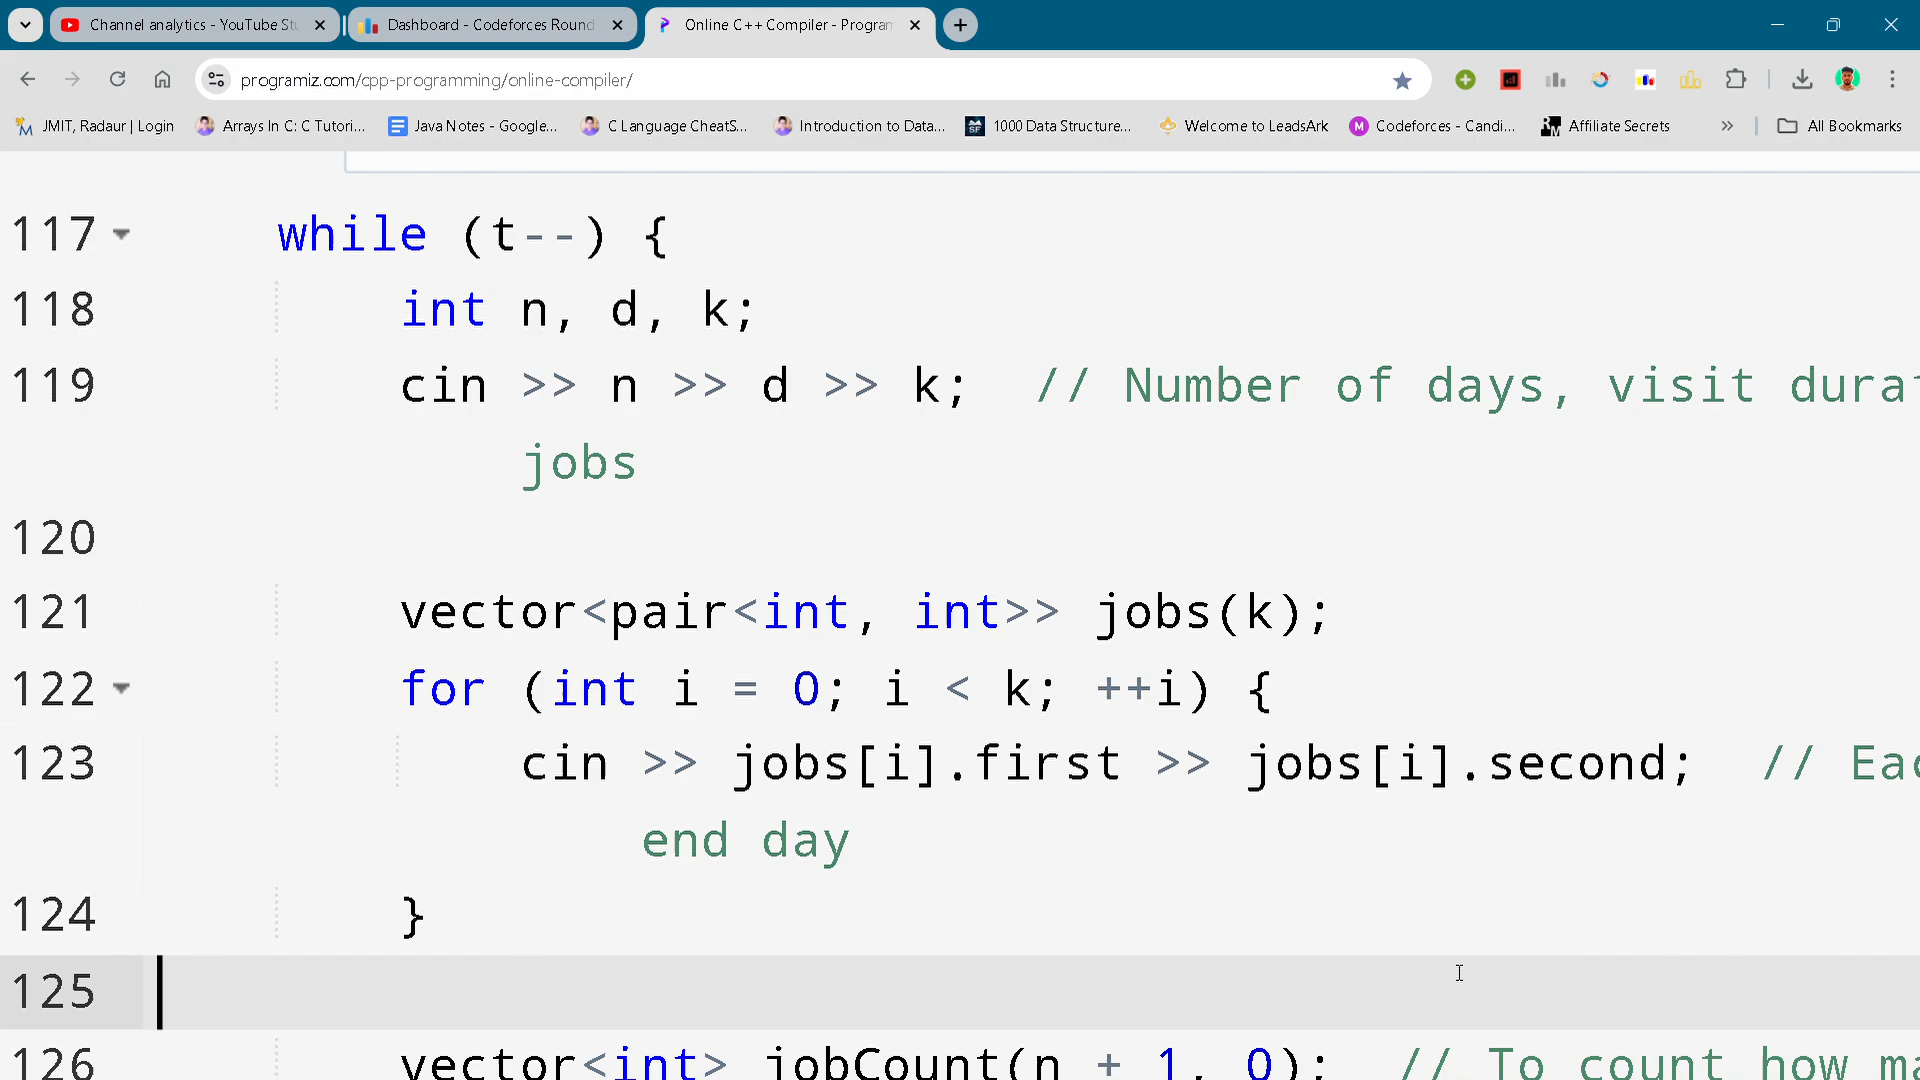 Channel analytics - YouTube Stu
Dashboard - Codeforces Round
Online C++ Compiler - Program
programiz.com/cpp-programming/online-compiler/
JMIT, Radaur | Login
Arrays In C: C Tutori...
Java Notes - Google...
C Language CheatS...
Introduction to Data...
1000 Data Structure...
Welcome to LeadsArk
Codeforces - Candi...
Affiliate Secrets
All Bookmarks
117 while (t--) {
118 int n, d, k;
119 cin >> n >> d >> k; // Number of days, visit dura
jobs
120
121 vector<pair<int, int>> jobs(k);
122 for (int i = 0; i < k; ++i) {
123 cin >> jobs[i].first >> jobs[i].second; // Eac
end day
124 }
125
126 vector<int> jobCount(n + 1, 0); // To count how ma